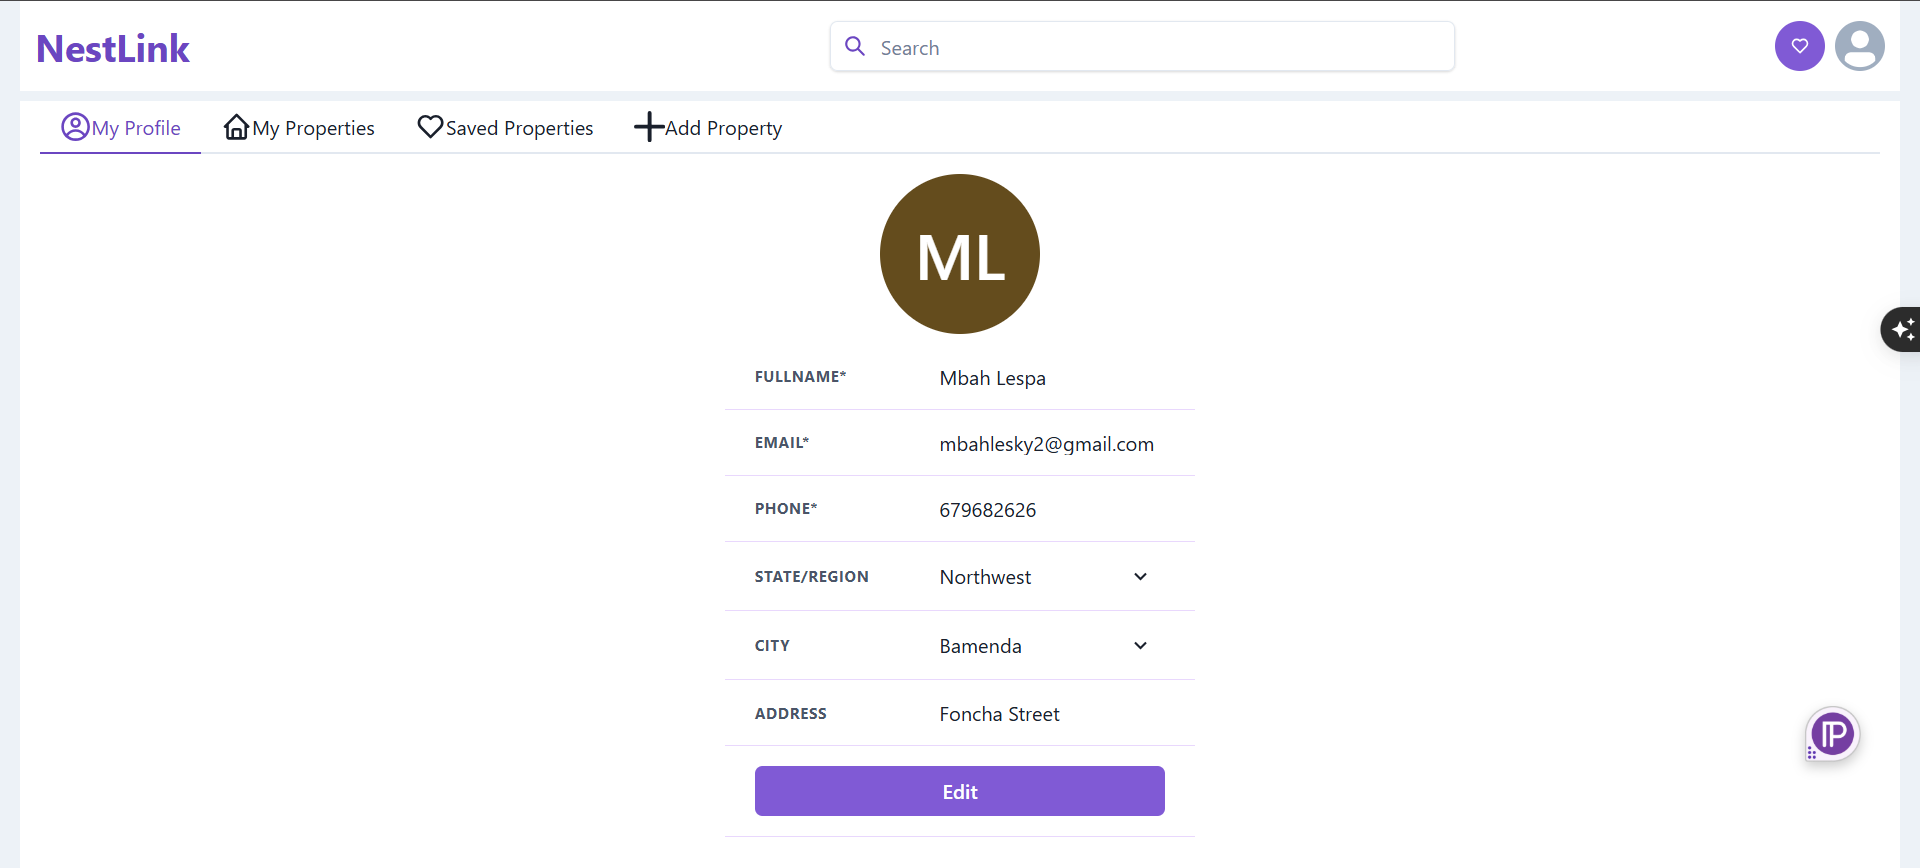 NestLink
Search
My Profile
My Properties
Saved Properties
Add Property
ML
FULLNAME* Mbah Lespa
EMAIL* mbahlesky2@gmail.com
PHONE* 679682626
STATE/REGION Northwest
CITY Bamenda
ADDRESS Foncha Street
Edit
IP